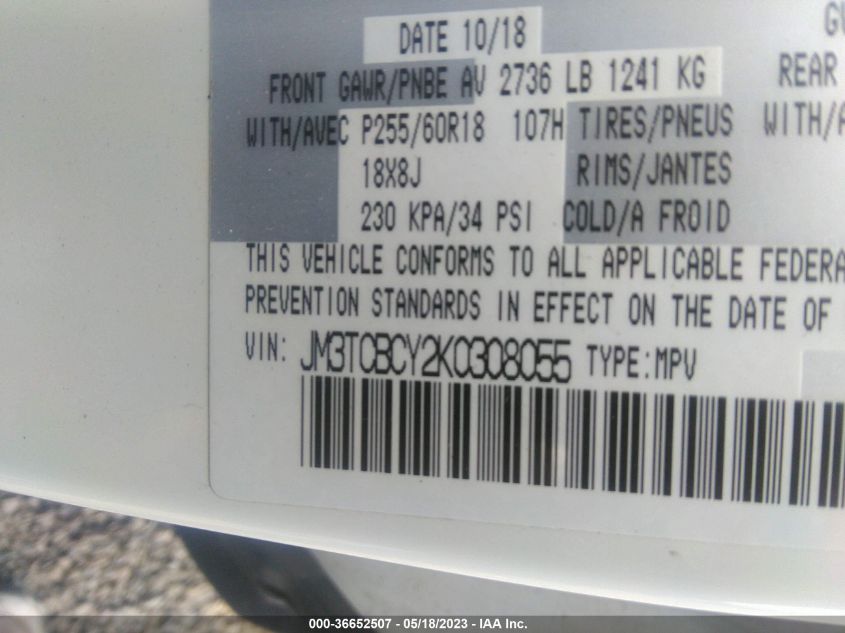 DATE 10/18
GV
FRONT GAWR/PNBE AV 2736 LB 1241 KG REAR
WITH/AVEC P255/60R18 107H TIRES/PNEUS WITH/A
18X8J RIMS/JANTES
230 KPA/34 PSI COLD/A FROID
THIS VEHICLE CONFORMS TO ALL APPLICABLE FEDERA
PREVENTION STANDARDS IN EFFECT ON THE DATE OF
VIN: JM3TCBCY2K0308055 TYPE:MPV
000-36652507 - 05/18/2023 - IAA Inc.